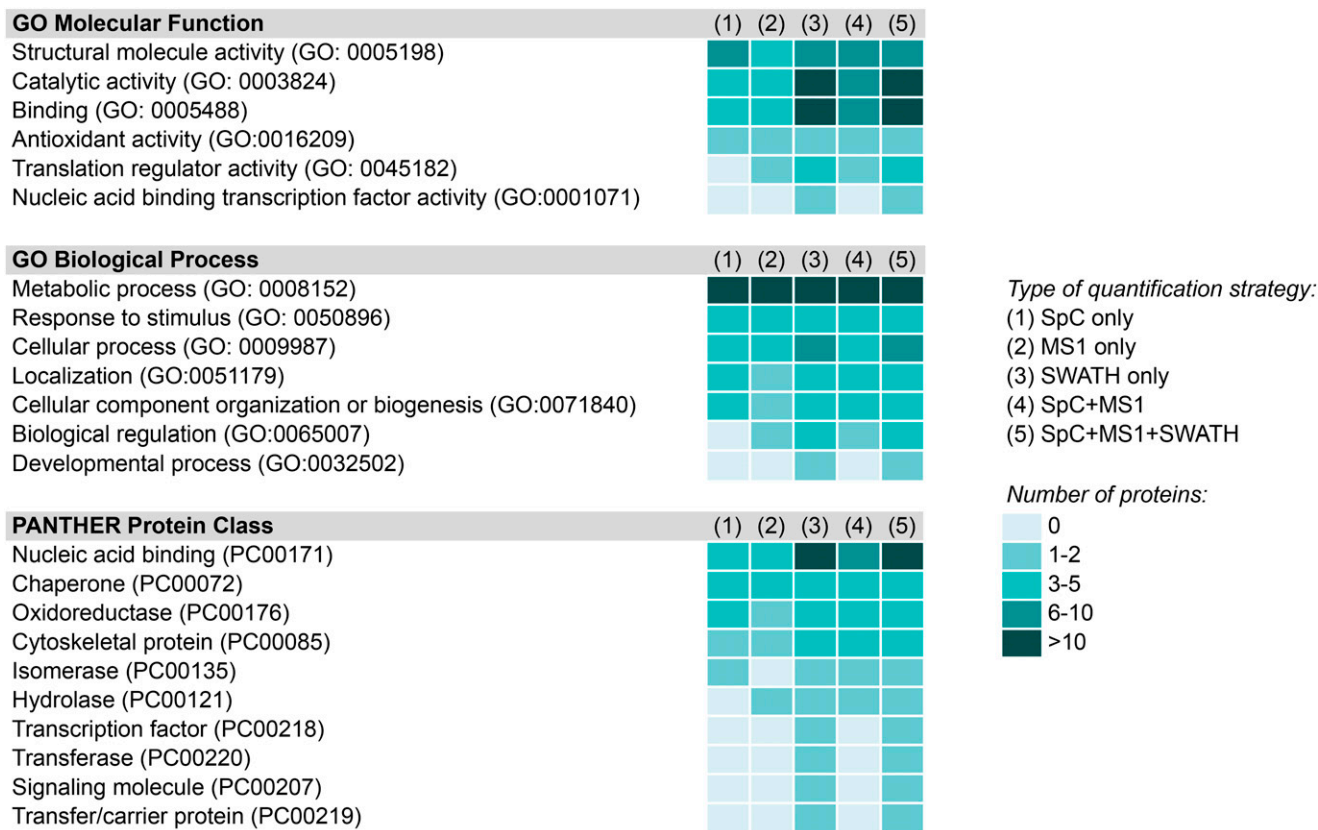 GO Molecular Function (1) (2) (3) (4) (5)
Structural molecule activity (GO: 0005198)
Catalytic activity (GO: 0003824)
Binding (GO: 0005488)
Antioxidant activity (GO:0016209)
Translation regulator activity (GO: 0045182)
Nucleic acid binding transcription factor activity (GO:0001071)
GO Biological Process (1) (2) (3) (4) (5)
Metabolic process (GO: 0008152)
Response to stimulus (GO: 0050896)
Cellular process (GO: 0009987)
Localization (GO:0051179)
Cellular component organization or biogenesis (GO:0071840)
Biological regulation (GO:0065007)
Developmental process (GO:0032502)
PANTHER Protein Class (1) (2) (3) (4) (5)
Nucleic acid binding (PC00171)
Chaperone (PC00072)
Oxidoreductase (PC00176)
Cytoskeletal protein (PC00085)
Isomerase (PC00135)
Hydrolase (PC00121)
Transcription factor (PC00218)
Transferase (PC00220)
Signaling molecule (PC00207)
Transfer/carrier protein (PC00219)
Type of quantification strategy:
(1) SpC only
(2) MS1 only
(3) SWATH only
(4) SpC+MS1
(5) SpC+MS1+SWATH
Number of proteins:
0
1-2
3-5
6-10
>10